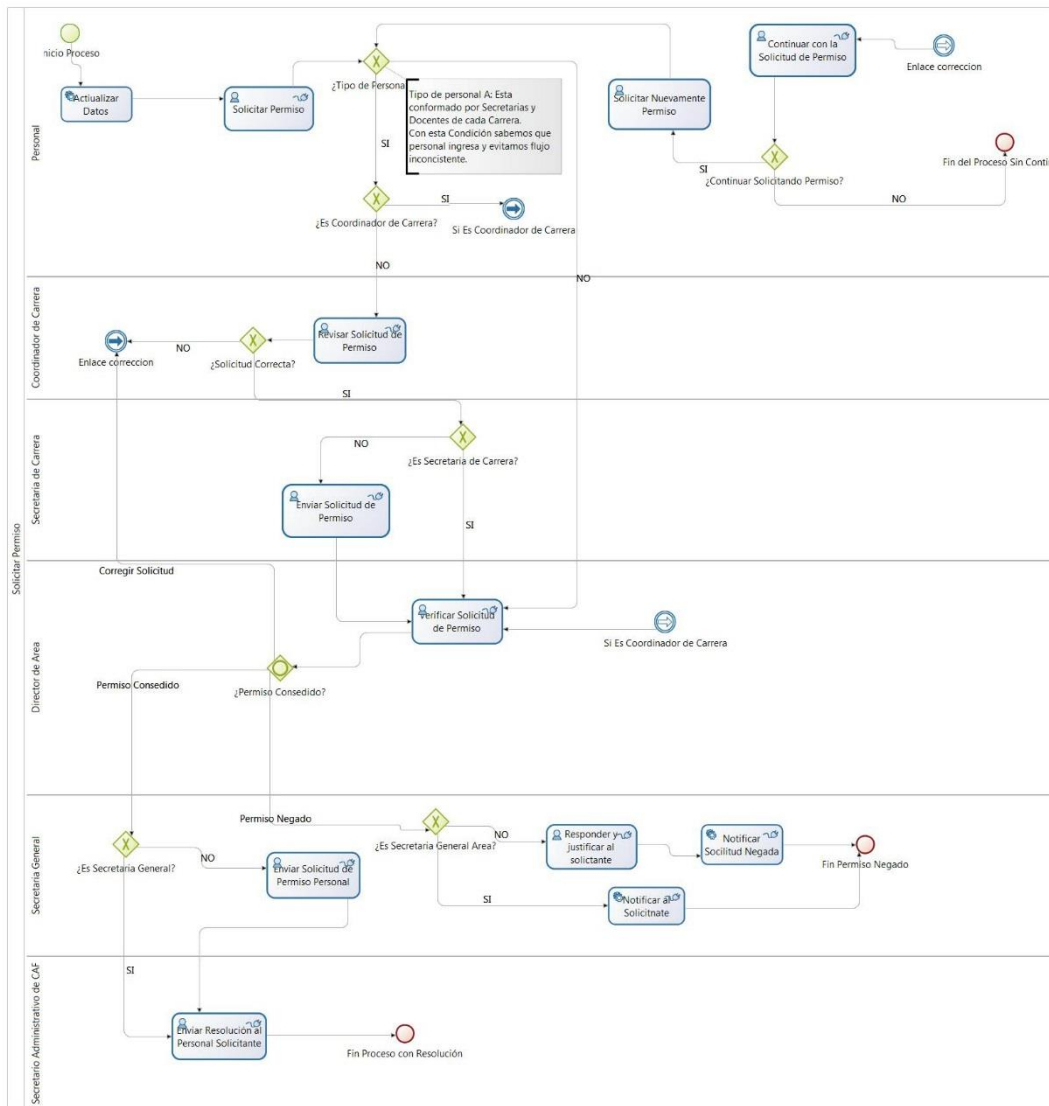 Solicitar Permiso
Personal
nicio Proceso
Actiualizar
Datos
Solicitar Permiso
¿Tipo de Personal
Tipo de personal A: Esta
conformado por Secretarias y
Docentes de cada Carrera.
Con esta Condición sabemos que
personal ingresa y evitamos flujo
inconcistente.
SI
¿Es Coordinador de Carrera?
SI
Si Es Coordinador de Carrera
NO
NO
Solicitar Nuevamente
Permiso
Continuar con la
Solicitud de Permiso
Enlace correccion
SI
¿Continuar Solicitando Permiso?
NO
Fin del Proceso Sin Conti
Coordinador de Carrera
Revisar Solicitud de
Permiso
¿Solicitud Correcta?
NO
Enlace correccion
SI
Secretaria de Carrera
¿Es Secretaria de Carrera?
NO
Enviar Solicitud de
Permiso
SI
Director de Area
Corregir Solicitud
Verificar Solicitud
de Permiso
Si Es Coordinador de Carrera
Permiso Consedido
¿Permiso Consedido?
Secretaria General
Permiso Negado
¿Es Secretaria General?
NO
Enviar Solicitud de
Permiso Personal
¿Es Secretaria General Area?
NO
Responder y
justificar al
solictante
Notificar
Socilitud Negada
Fin Permiso Negado
SI
Notificar al
Solicitnate
Secretario Administrativo de CAF
SI
Enviar Resolución al
Personal Solicitante
Fin Proceso con Resolución